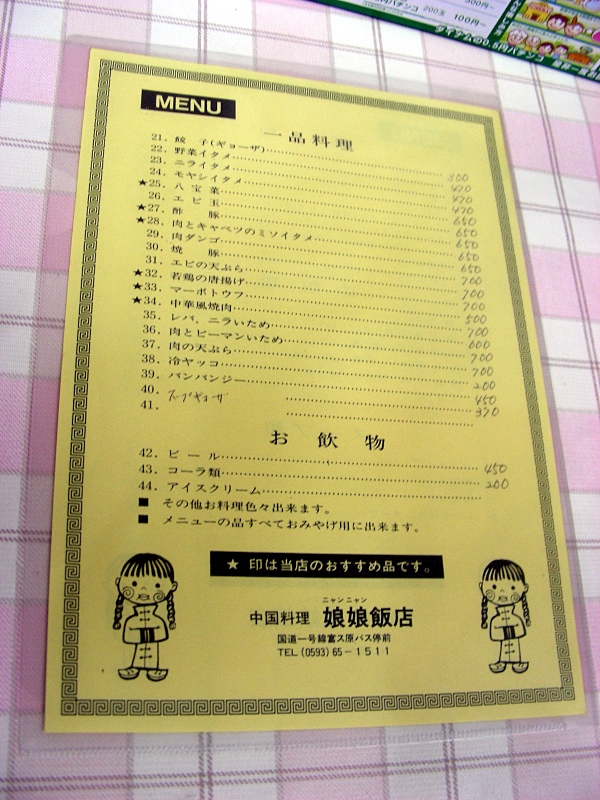 MENU
一品料理
21. 餃子(ギョーザ) 300
22. 野菜イタメ 420
23. ニライタメ 470
24. モヤシイタメ 470
★25. 八宝菜 650
26. エビ玉 650
★27. 酢豚 650
★28. 肉とキャベツのミソイタメ 650
29. 肉ダンゴ 650
30. 焼豚 700
31. エビの天ぷら 700
★32. 若鶏の唐揚げ 700
★33. マーボトウフ 500
★34. 中華風焼肉 700
35. レバ、ニラいため 600
36. 肉とピーマンいため 700
37. 肉の天ぷら 700
38. 冷ヤッコ 200
39. バンバンジー 450
40. スープギョーザ 370
41.
お飲物
42. ビール 450
43. コーラ類 200
44. アイスクリーム
■ その他お料理色々出来ます。
■ メニューの品すべておみやげ用に出来ます。
★ 印は当店のおすすめ品です。
ニャンニャン
中国料理 娘娘飯店
国道一号線富ス原バス停前
TEL (0593) 65-1511